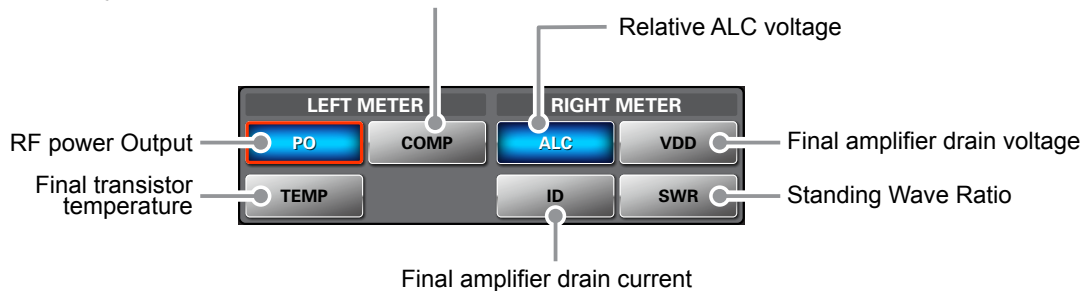 Relative ALC voltage
LEFT METER
RIGHT METER
RF power Output
PO
COMP
ALC
VDD
Final amplifier drain voltage
Final transistor
temperature
TEMP
ID
SWR
Standing Wave Ratio
Final amplifier drain current